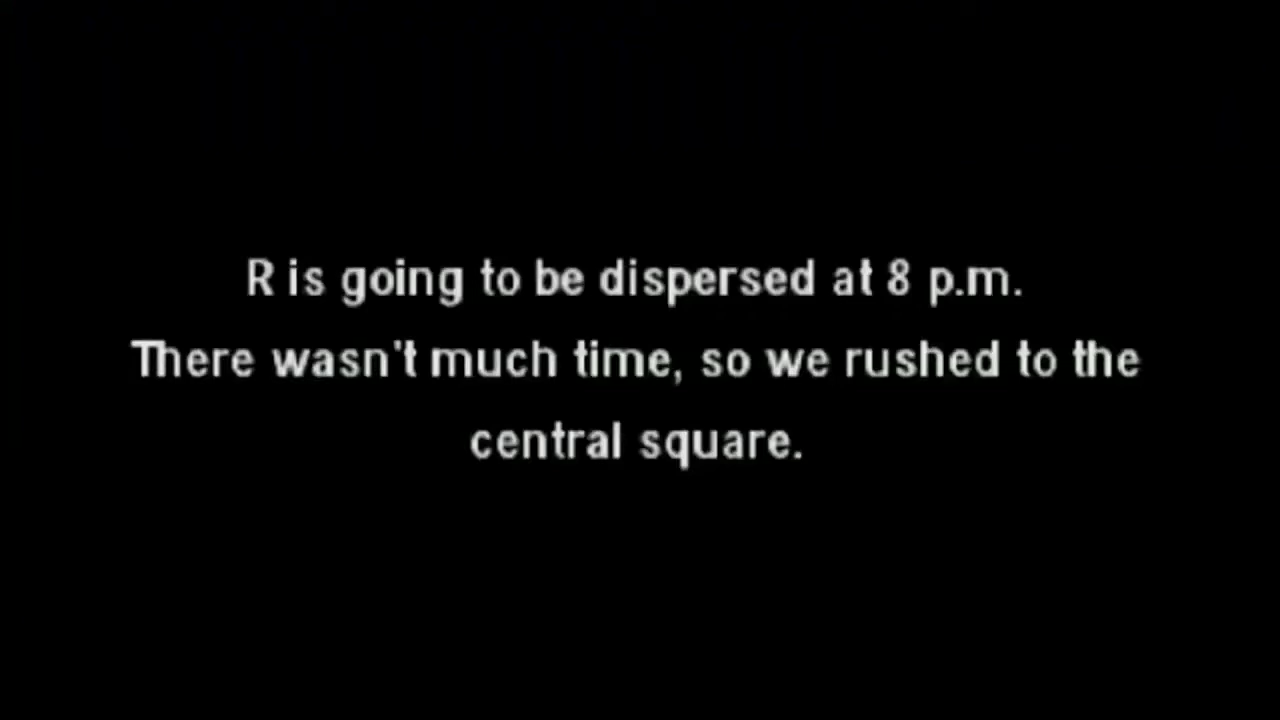 R is going to be dispersed at 8 p.m.
There wasn't much time, so we rushed to the
central square.